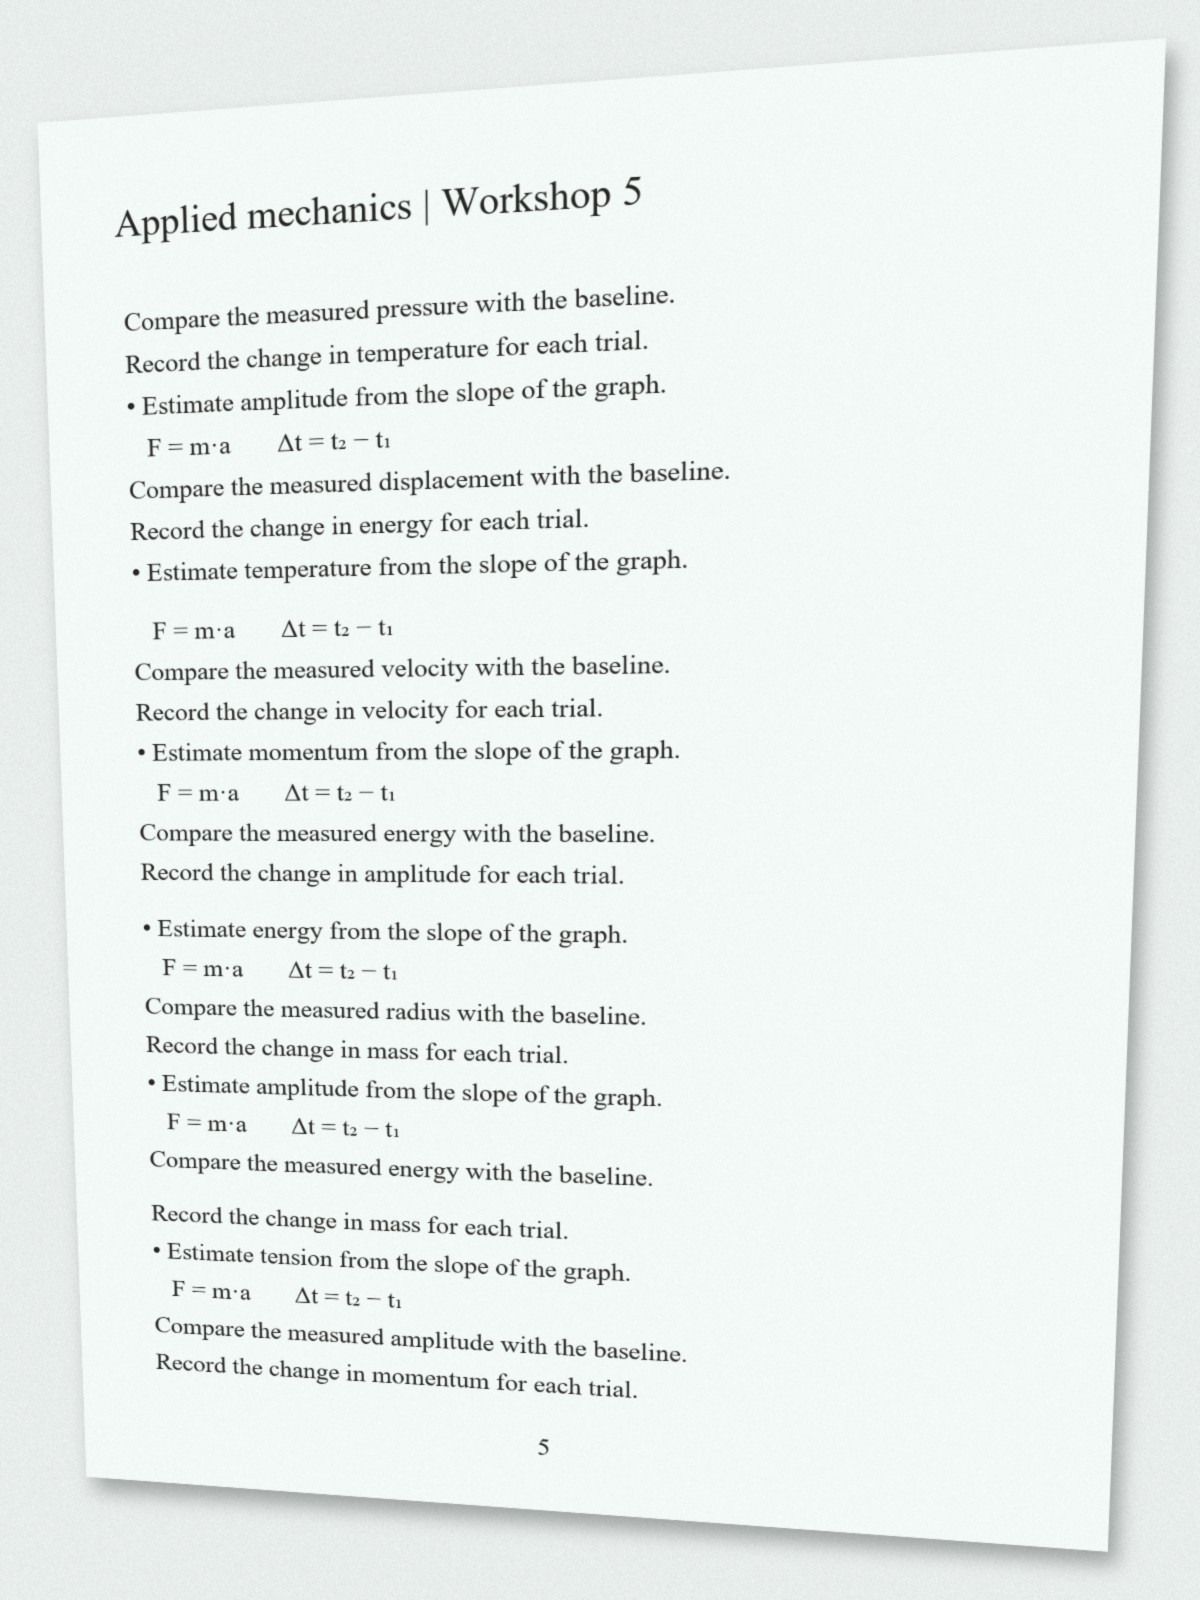 Applied mechanics | Workshop 5
Compare the measured pressure with the baseline.
Record the change in temperature for each trial.
• Estimate amplitude from the slope of the graph.
F = m·a Δt = t₂ − t₁
Compare the measured displacement with the baseline.
Record the change in energy for each trial.
• Estimate temperature from the slope of the graph.
F = m·a Δt = t₂ − t₁
Compare the measured velocity with the baseline.
Record the change in velocity for each trial.
• Estimate momentum from the slope of the graph.
F = m·a Δt = t₂ − t₁
Compare the measured energy with the baseline.
Record the change in amplitude for each trial.
• Estimate energy from the slope of the graph.
F = m·a Δt = t₂ − t₁
Compare the measured radius with the baseline.
Record the change in mass for each trial.
• Estimate amplitude from the slope of the graph.
F = m·a Δt = t₂ − t₁
Compare the measured energy with the baseline.
Record the change in mass for each trial.
• Estimate tension from the slope of the graph.
F = m·a Δt = t₂ − t₁
Compare the measured amplitude with the baseline.
Record the change in momentum for each trial.
5